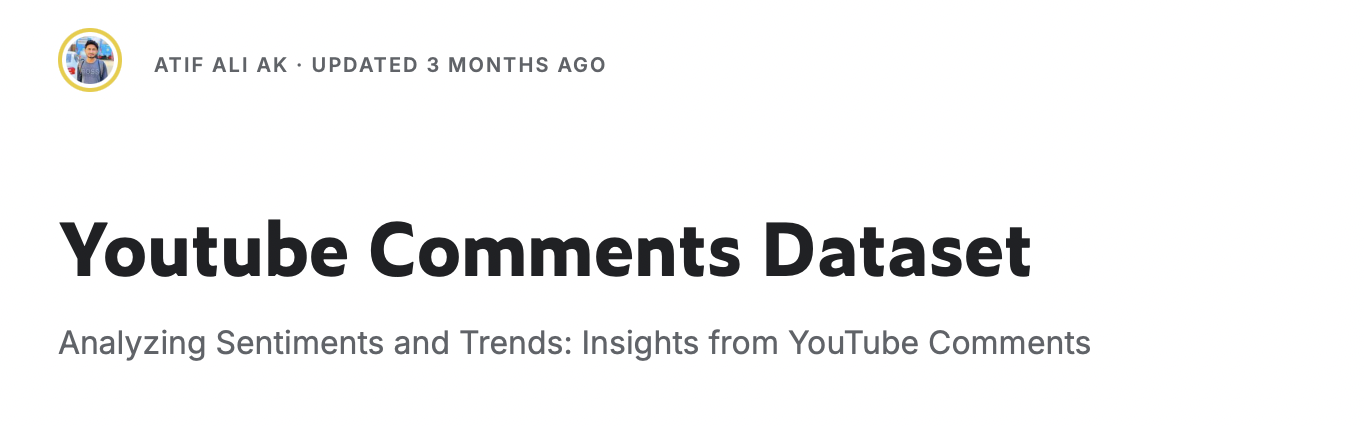 ATIF ALI AK · UPDATED 3 MONTHS AGO
Youtube Comments Dataset
Analyzing Sentiments and Trends: Insights from YouTube Comments